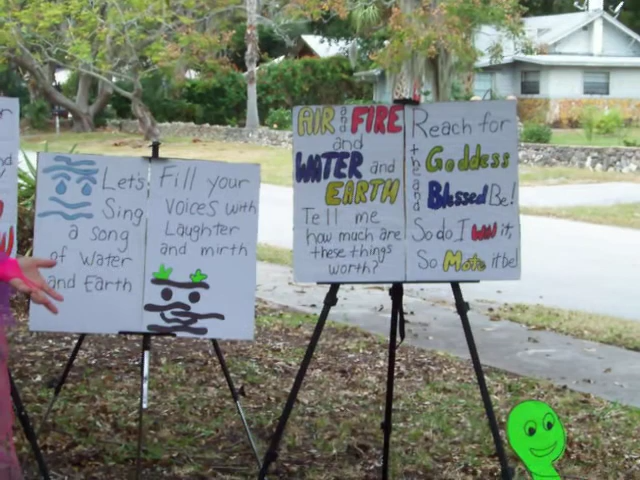 Let's
Sing
a song
of Water
and Earth
Fill your
voices with
Laughter
and mirth
AIR and FIRE
and
WATER and
EARTH
Tell me
how much are
these things
worth?
Reach for
the Goddess
and Blessed Be!
So do I Will it,
So Mote it be!